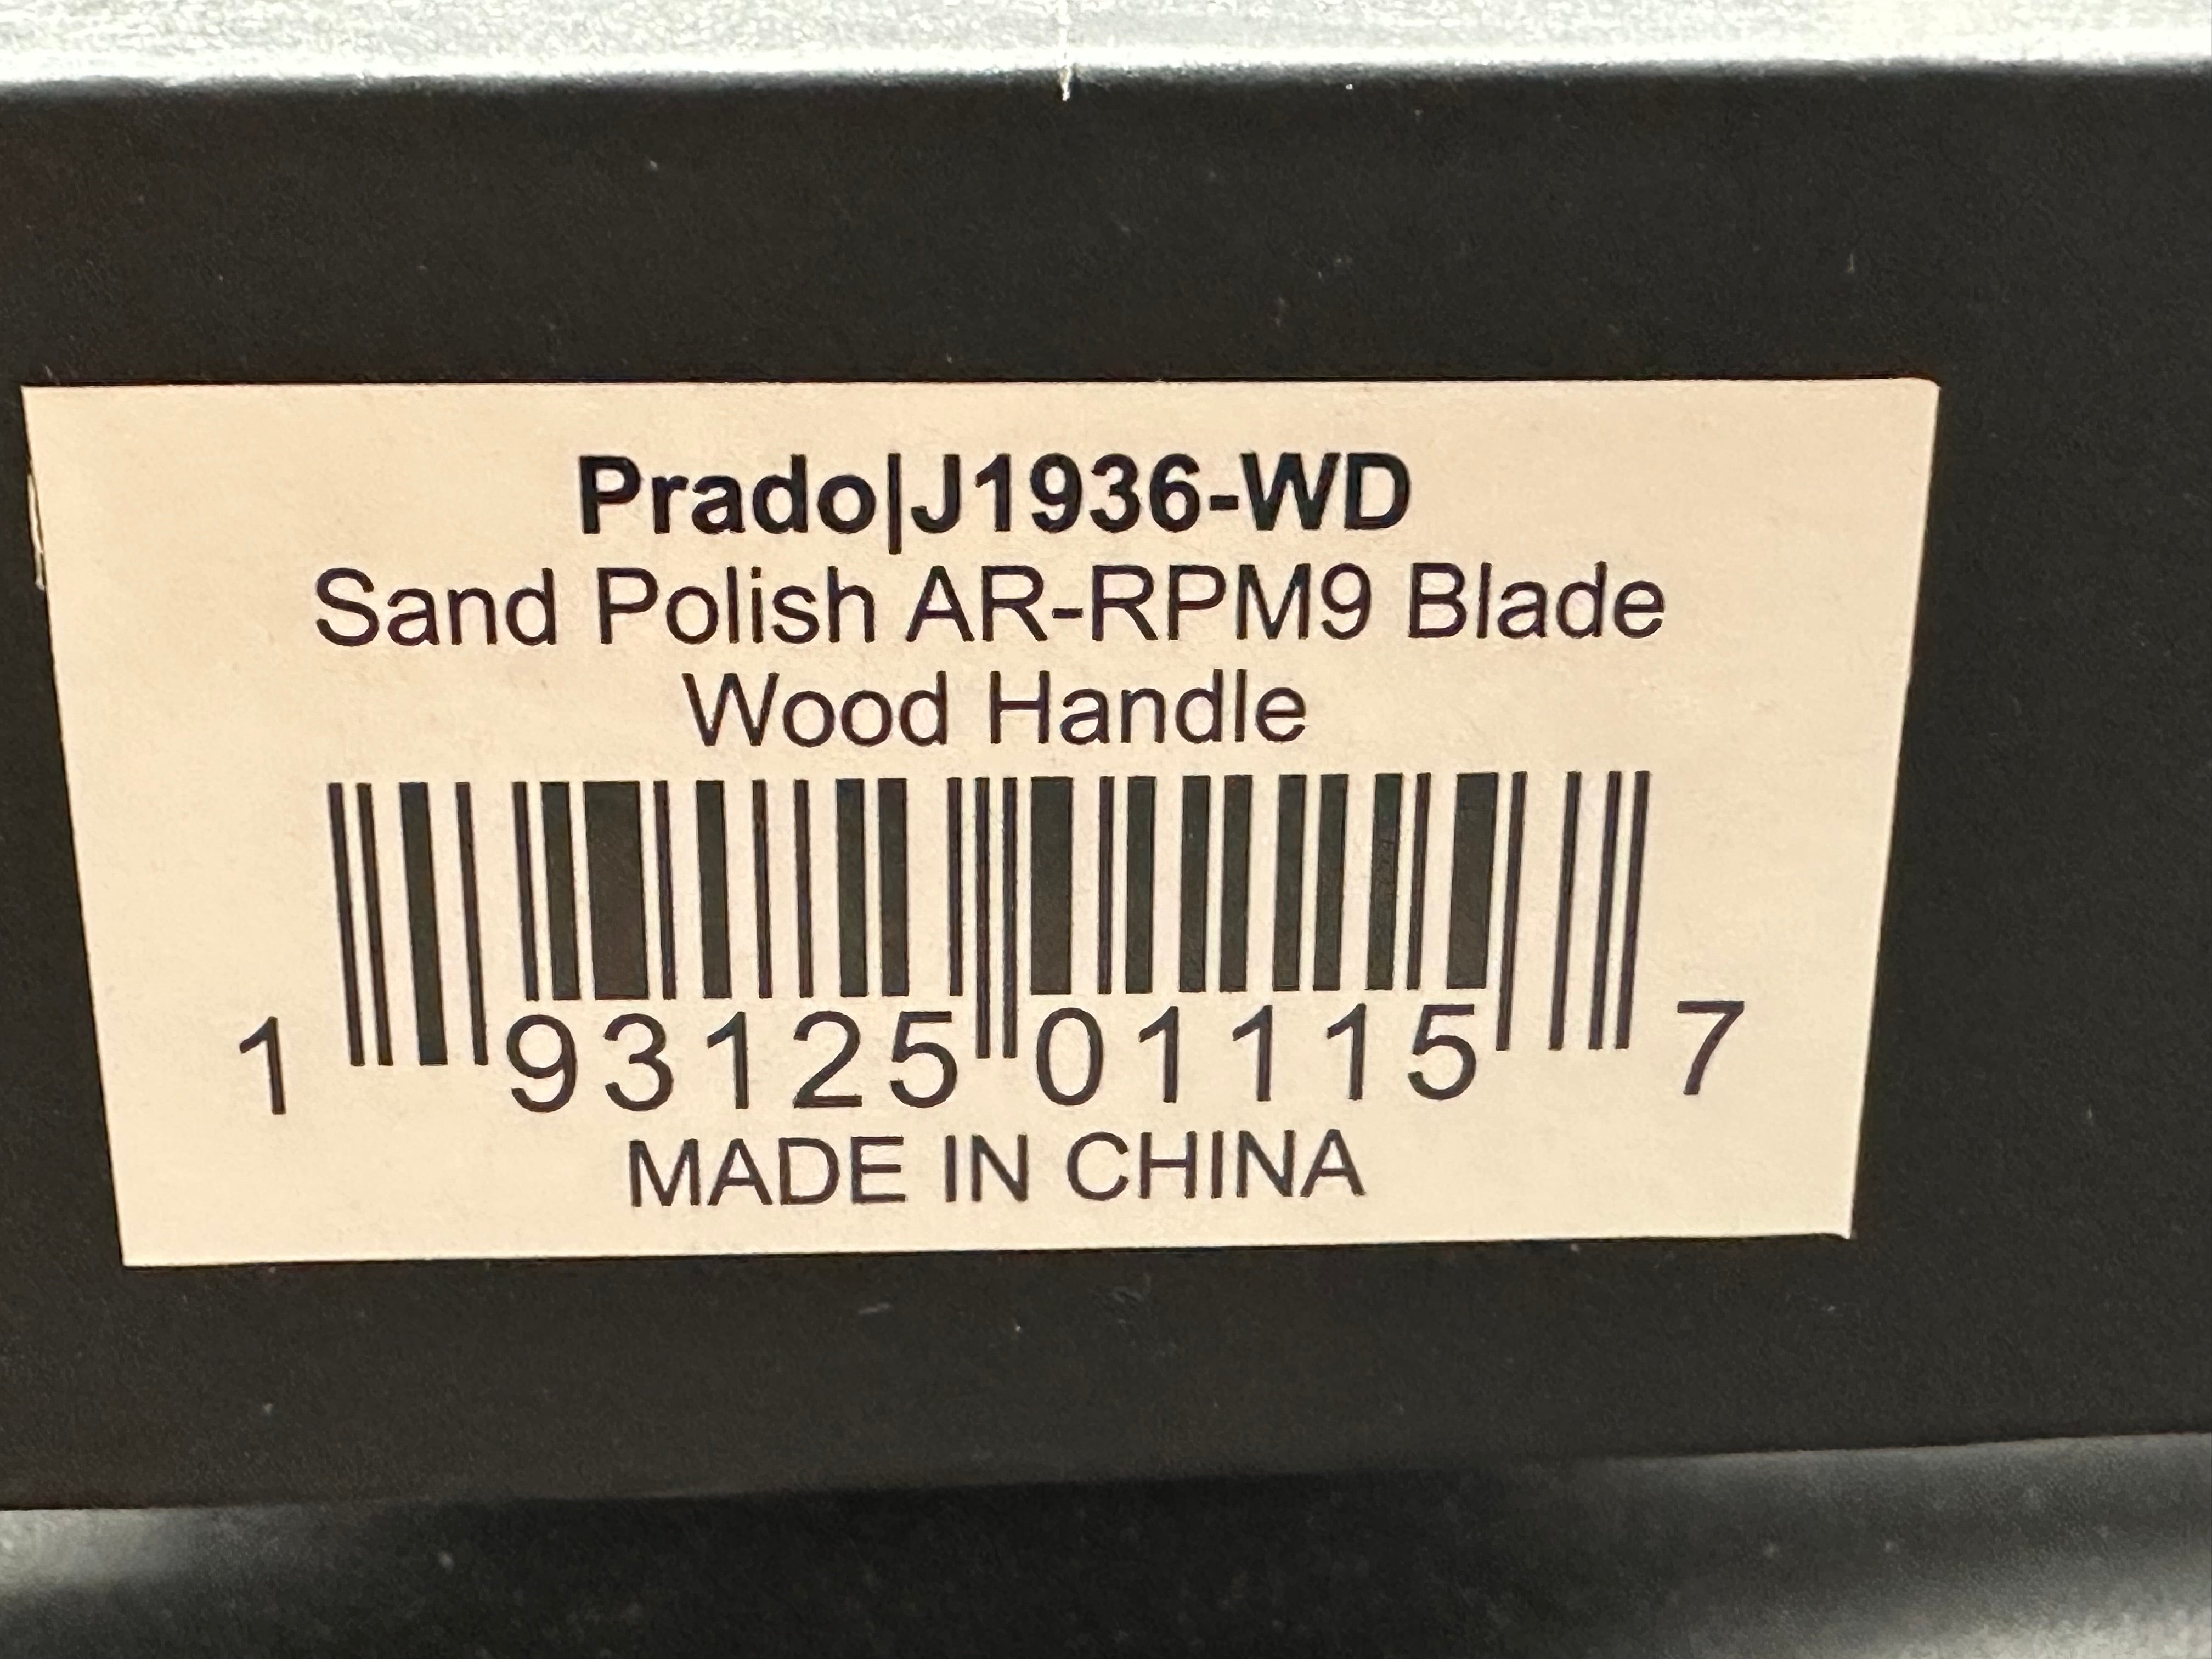 Prado|J1936-WD
Sand Polish AR-RPM9 Blade
Wood Handle
1 93125 01115 7
MADE IN CHINA